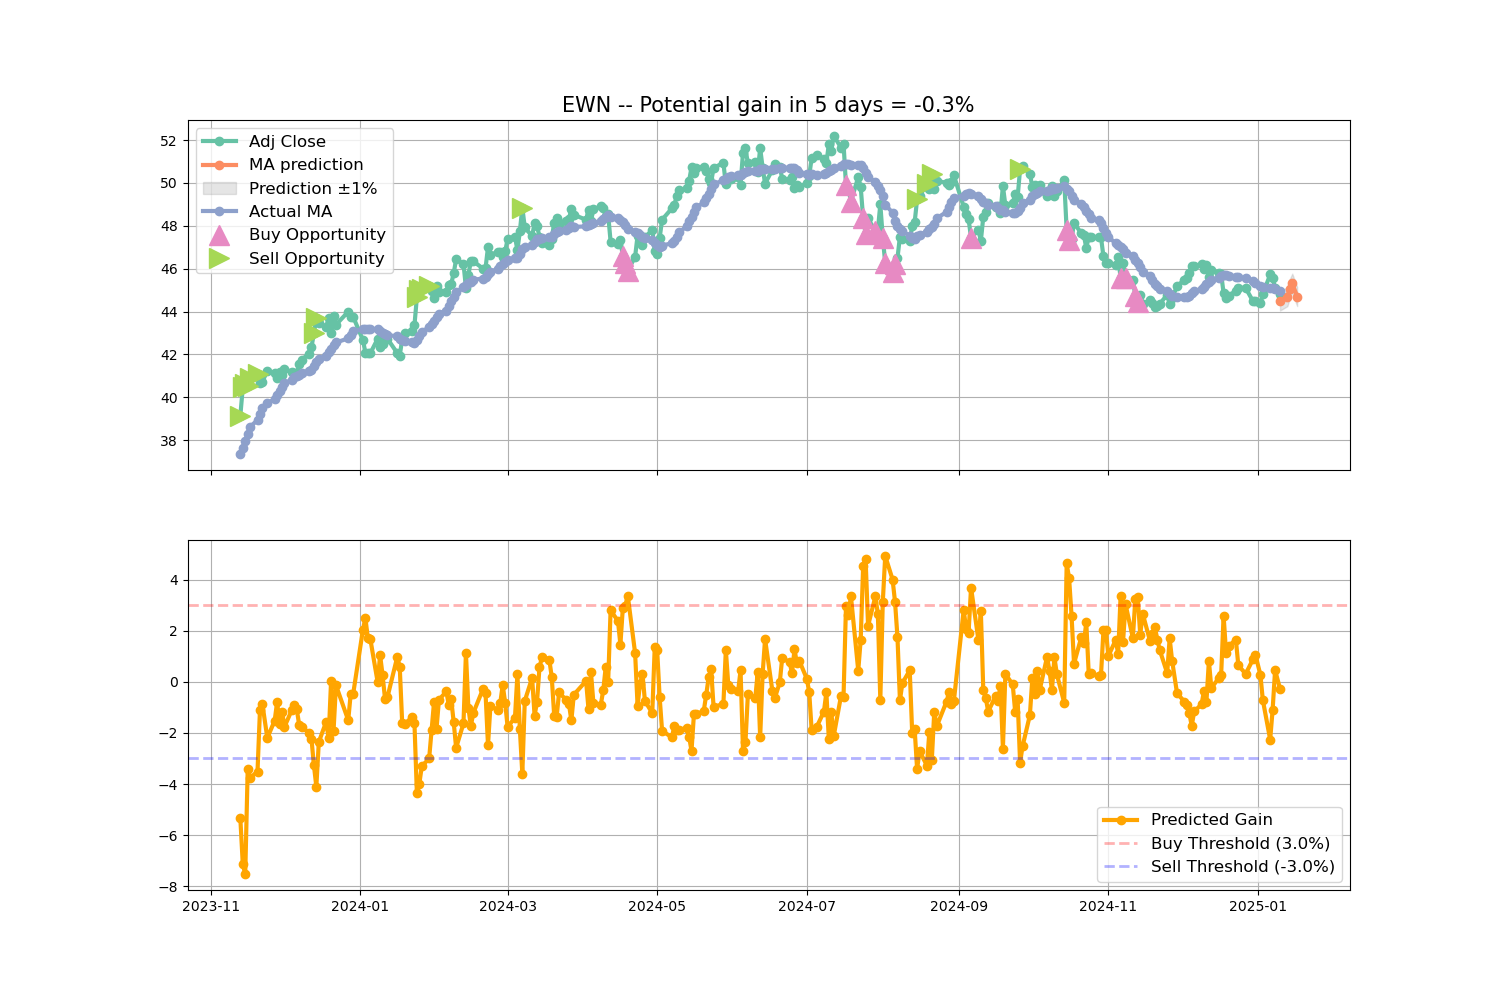 EWN -- Potential gain in 5 days = -0.3%
52
50
48
46
44
42
40
38
Adj Close
MA prediction
Prediction ±1%
Actual MA
Buy Opportunity
Sell Opportunity
4
2
0
−2
−4
−6
−8
Predicted Gain
Buy Threshold (3.0%)
Sell Threshold (-3.0%)
2023-11 2024-01 2024-03 2024-05 2024-07 2024-09 2024-11 2025-01